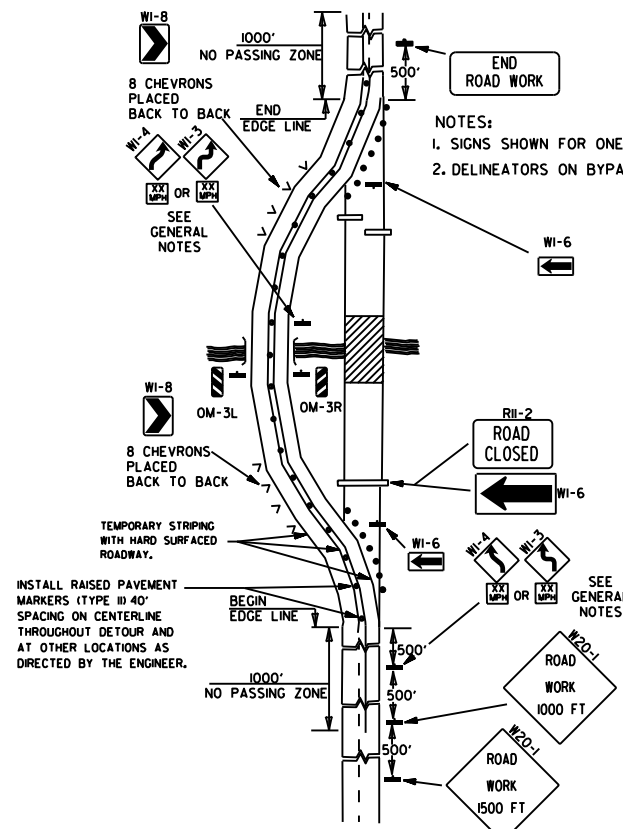 W1-8
1000'
NO PASSING ZONE
500'
END
ROAD WORK
8 CHEVRONS
PLACED
BACK TO BACK
END
EDGE LINE
NOTES:
1. SIGNS SHOWN FOR ONE
2. DELINEATORS ON BYPA
W1-4
W1-3
XX
MPH
OR
XX
MPH
SEE
GENERAL
NOTES
W1-6
W1-8
OM-3L
OM-3R
R11-2
ROAD
CLOSED
W1-6
8 CHEVRONS
PLACED
BACK TO BACK
TEMPORARY STRIPING
WITH HARD SURFACED
ROADWAY.
W1-6
W1-4
W1-3
XX
MPH
OR
XX
MPH
SEE
GENERAL
NOTES
INSTALL RAISED PAVEMENT
MARKERS (TYPE II) 40'
SPACING ON CENTERLINE
THROUGHOUT DETOUR AND
AT OTHER LOCATIONS AS
DIRECTED BY THE ENGINEER.
BEGIN
EDGE LINE
500'
1000'
NO PASSING ZONE
500'
W20-1
ROAD
WORK
1000 FT
500'
W20-1
ROAD
WORK
1500 FT